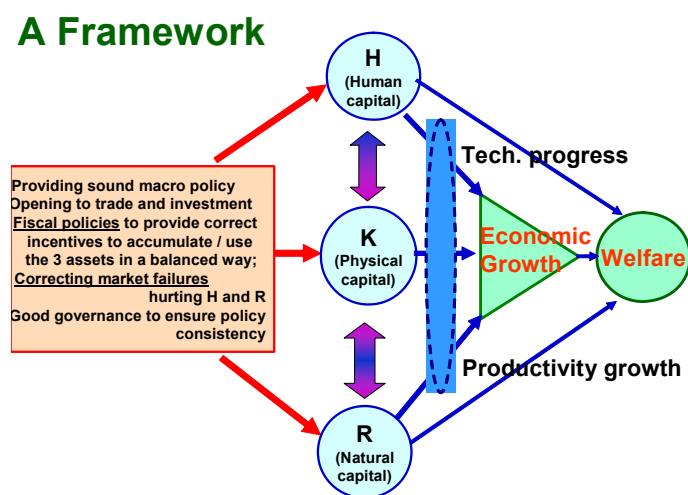 A Framework
H
(Human
capital)
Tech. progress
Providing sound macro policy
Opening to trade and investment
Fiscal policies to provide correct
incentives to accumulate / use
the 3 assets in a balanced way;
Correcting market failures
hurting H and R
Good governance to ensure policy
consistency
K
(Physical
capital)
Economic
Growth
Welfare
Productivity growth
R
(Natural
capital)